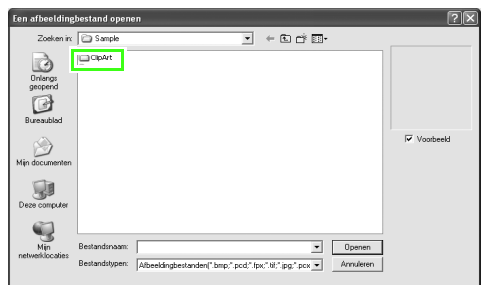 Een afbeeldingbestand openen
Zoeken in: Sample
ClipArt
Onlangs
geopend
Bureaublad
Mijn documenten
Deze computer
Mijn
netwerklocaties
Voorbeeld
Bestandsnaam:
Openen
Bestandstypen: Afbeeldingbestanden(*.bmp;*.pcd;*.fpx;*.tif;*.jpg;*.pcx
Annuleren